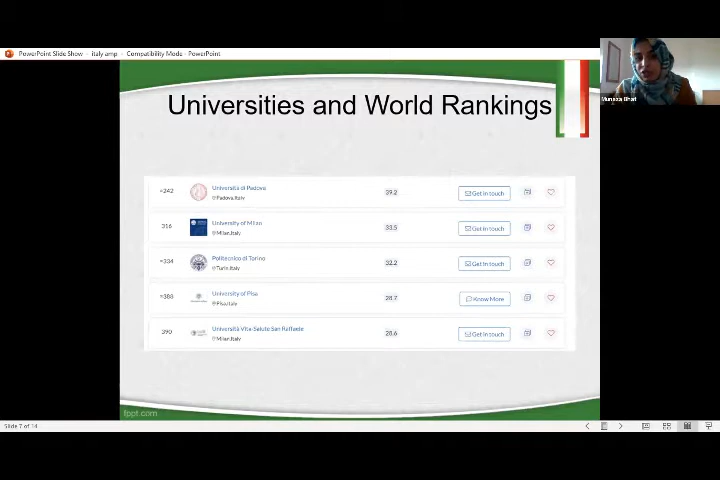 PowerPoint Slide Show - italy amp - Compatibility Mode - PowerPoint
Muneza Bhat
Universities and World Rankings
=242 Università di Padova 39.2 Get in touch
Padova,Italy
316 University of Milan 33.5 Get in touch
Milan,Italy
=334 Politecnico di Torino 32.2 Get in touch
Turin,Italy
=388 University of Pisa 28.7 Know More
Pisa,Italy
390 Università Vita-Salute San Raffaele 28.6 Get in touch
Milan,Italy
fppt.com
Slide 7 of 14